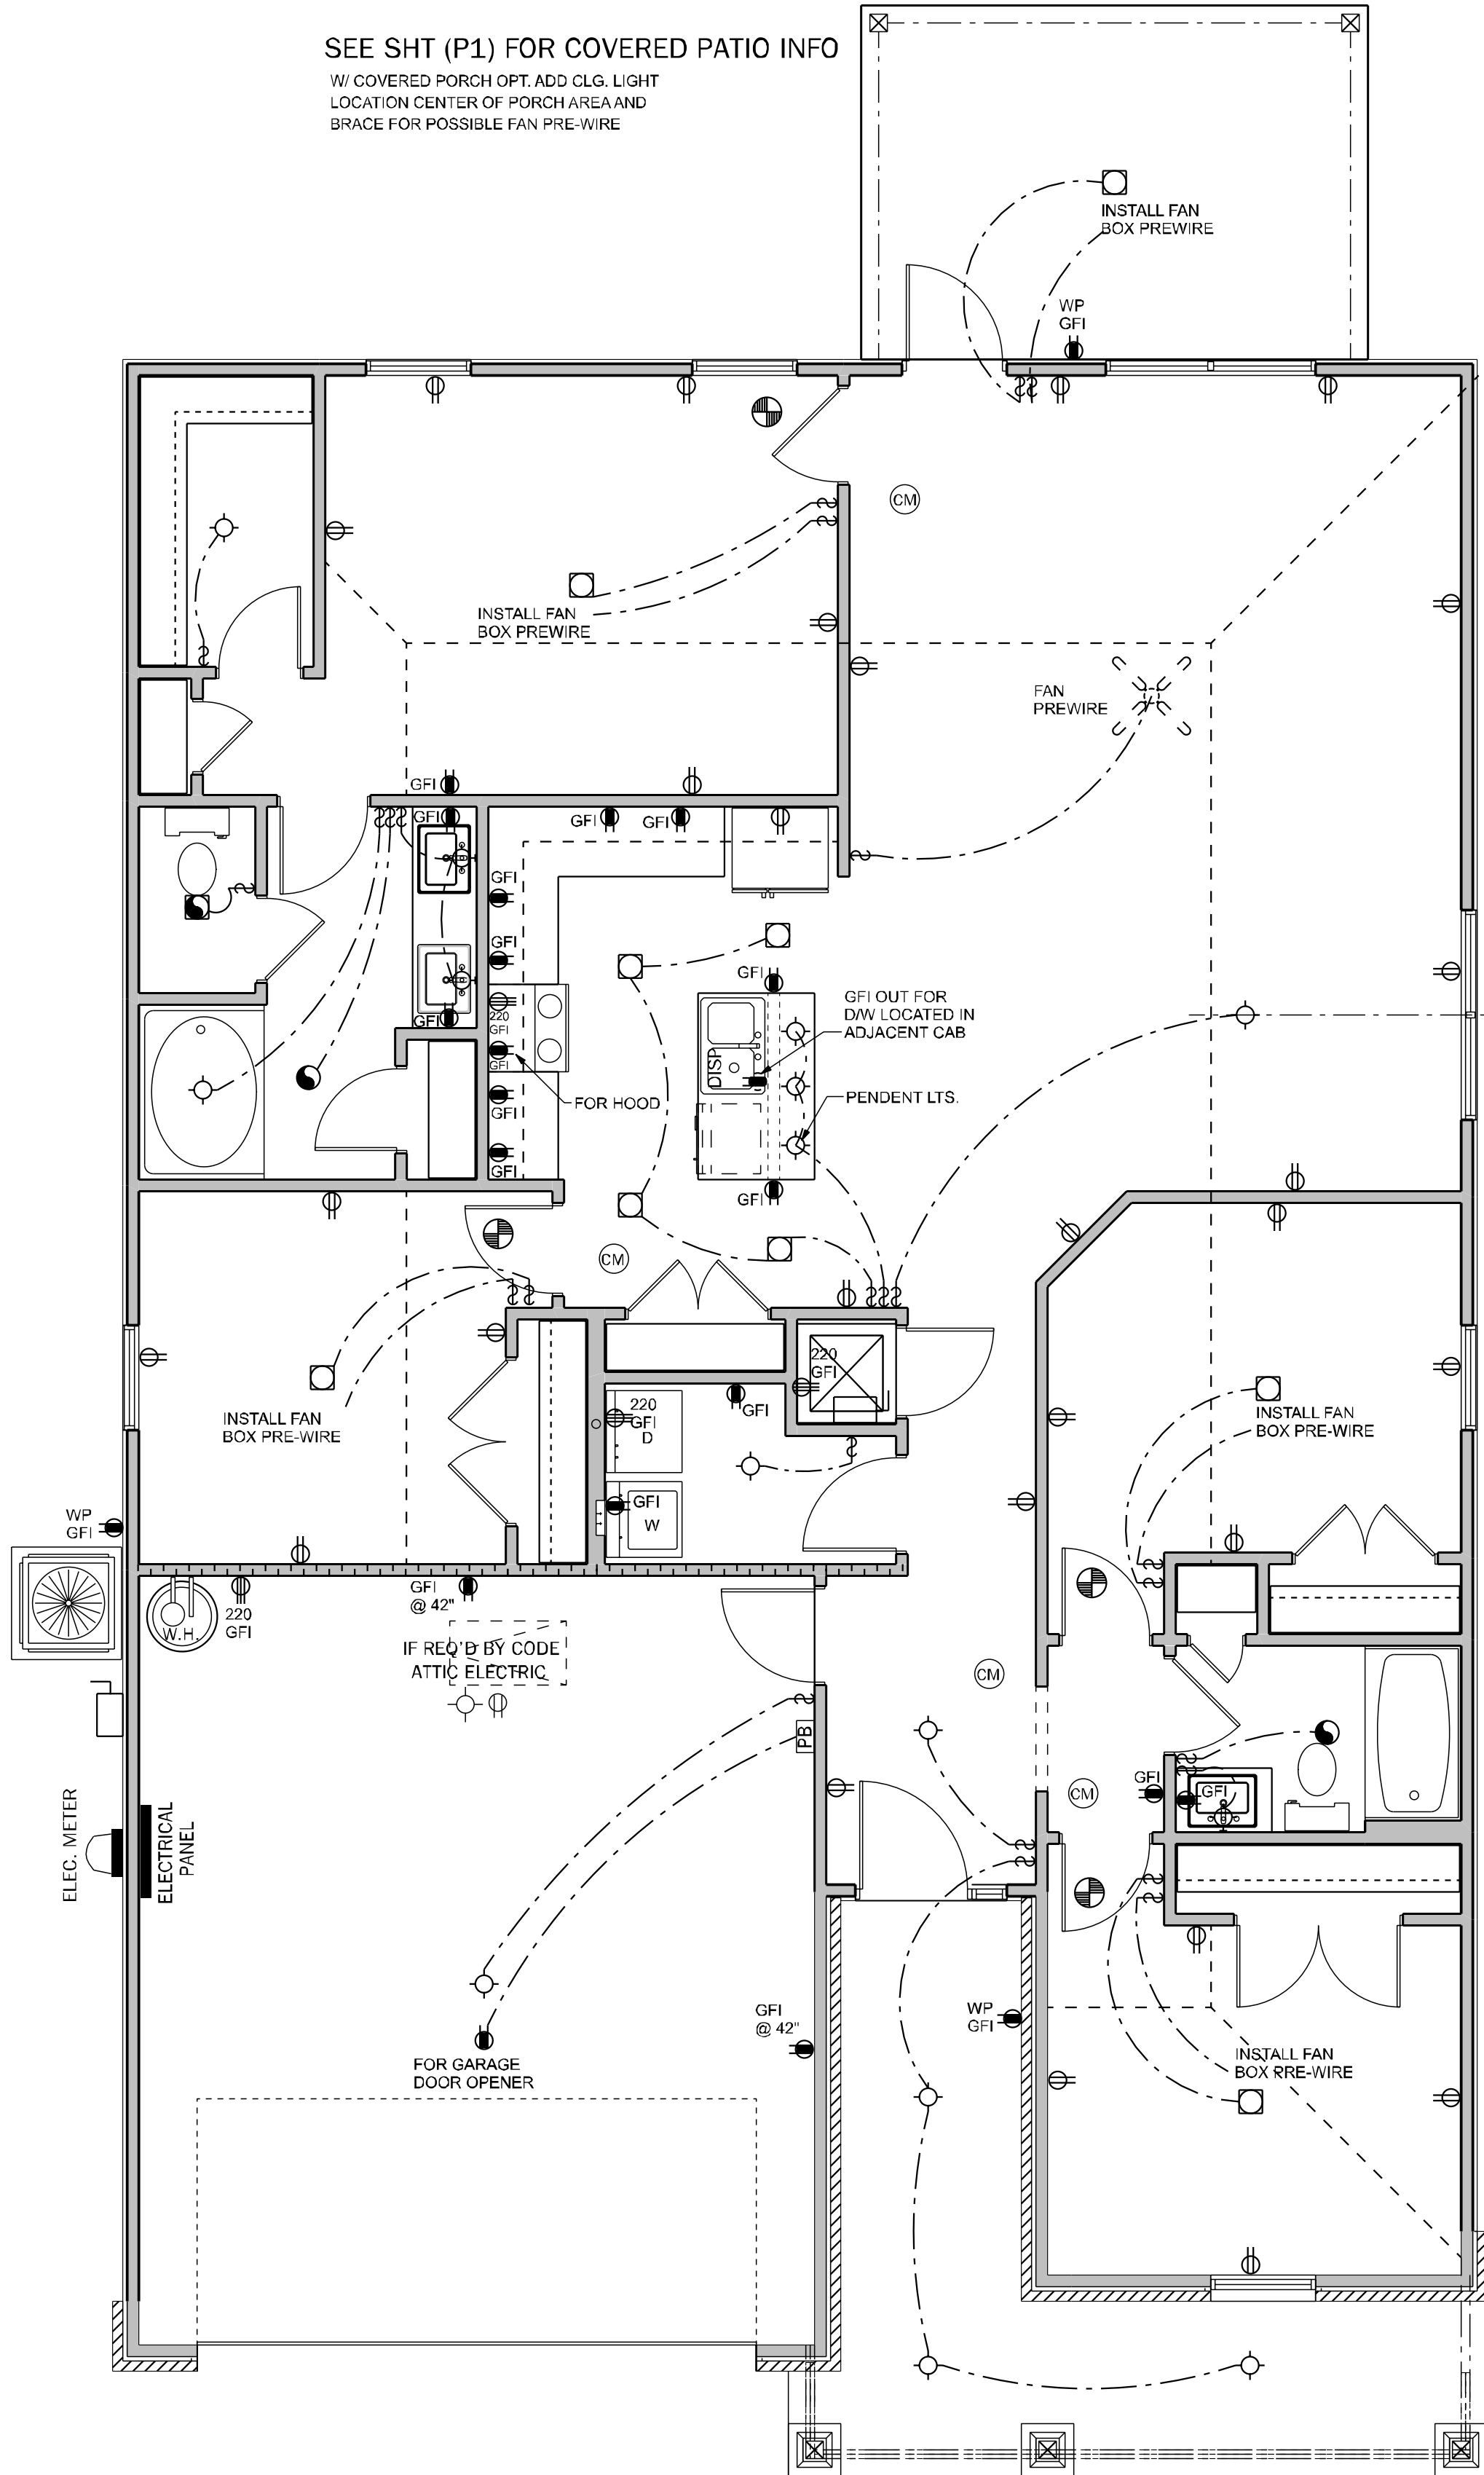 SEE SHT (P1) FOR COVERED PATIO INFO
W/ COVERED PORCH OPT. ADD CLG. LIGHT
LOCATION CENTER OF PORCH AREA AND
BRACE FOR POSSIBLE FAN PRE-WIRE
INSTALL FAN
BOX PREWIRE
WP
GFI
CM
INSTALL FAN
BOX PREWIRE
FAN
PREWIRE
GFI
GFI
GFI
GFI
GFI
GFI
GFI
GFI OUT FOR
D/W LOCATED IN
ADJACENT CAB
GFI
220
GFI
GFI
DISP
FOR HOOD
PENDENT LTS.
GFI
GFI
GFI
CM
220
GFI
220
GFI
D
GFI
INSTALL FAN
BOX PRE-WIRE
INSTALL FAN
BOX PRE-WIRE
GFI
W
WP
GFI
W.H.
220
GFI
GFI
@ 42"
IF REQ'D BY CODE
ATTIC ELECTRIC
CM
PB
GFI
GFI
CM
ELEC. METER
ELECTRICAL
PANEL
GFI
@ 42"
WP
GFI
FOR GARAGE
DOOR OPENER
INSTALL FAN
BOX PRE-WIRE